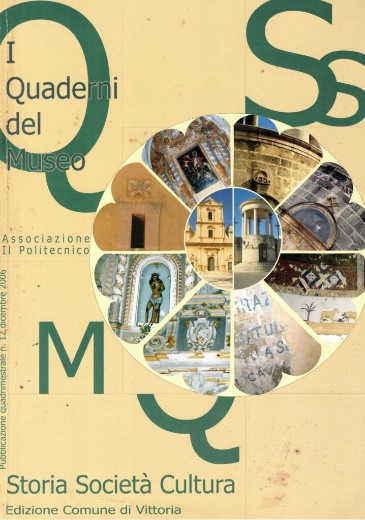 Q
S
S
I
Quaderni
del
Museo
Associazione
Il Politecnico
Pubblicazione quadrimestrale n. 12, dicembre 2006
M
Q
Storia Società Cultura
Edizione Comune di Vittoria